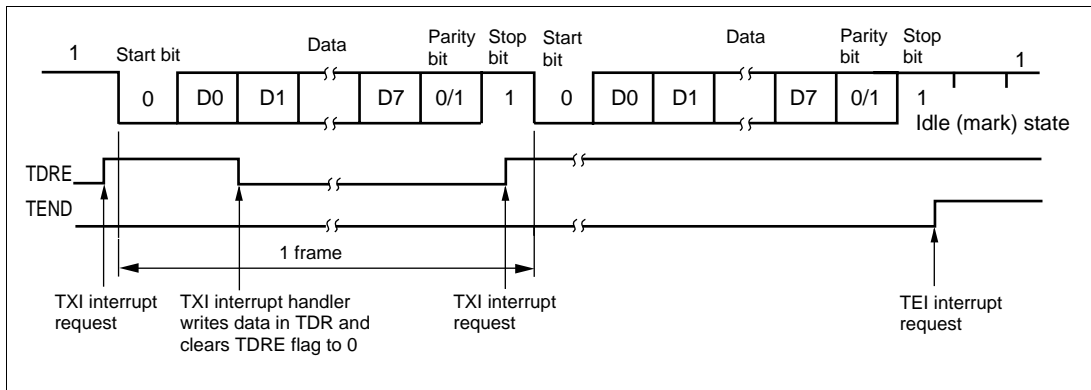 1
Start bit
Data
Parity
bit
Stop
bit
Start
bit
Data
Parity
bit
Stop
bit
1
0
D0
D1
D7
0/1
1
0
D0
D1
D7
0/1
1
Idle (mark) state
TDRE
TEND
1 frame
TXI interrupt
request
TXI interrupt handler
writes data in TDR and
clears TDRE flag to 0
TXI interrupt
request
TEI interrupt
request